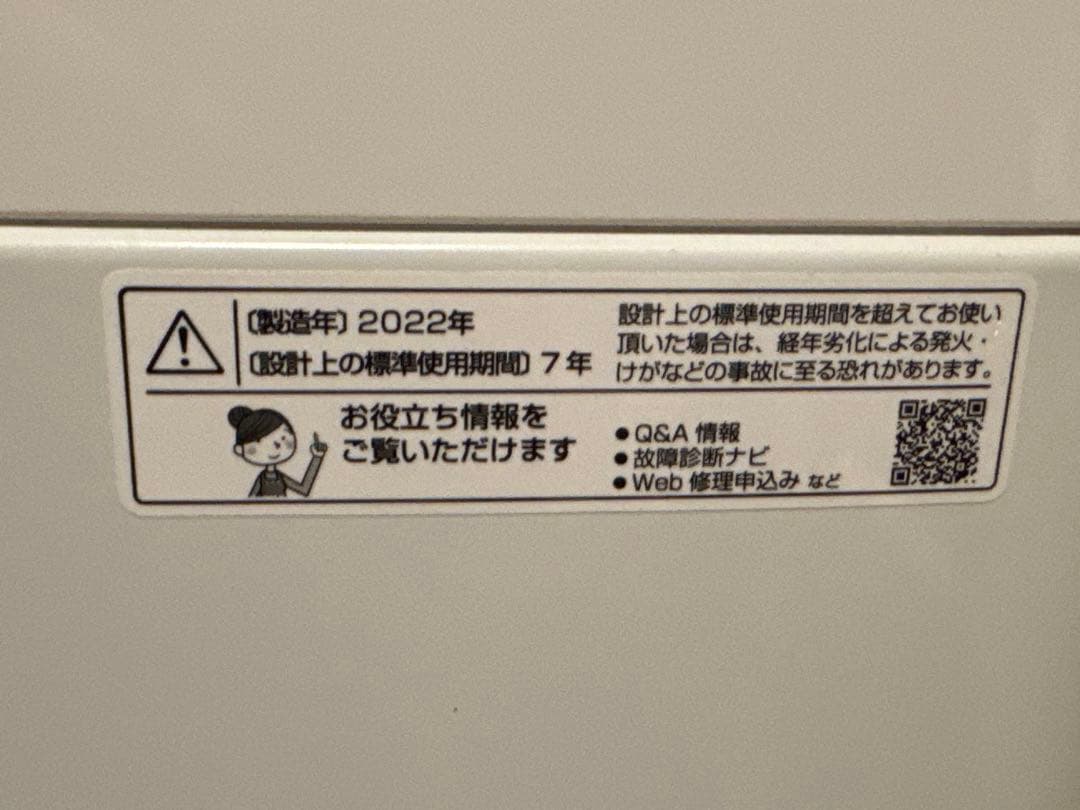 〔製造年〕2022年
〔設計上の標準使用期間〕7年
設計上の標準使用期間を超えてお使い
頂いた場合は、経年劣化による発火・
けがなどの事故に至る恐れがあります。
お役立ち情報を
ご覧いただけます
●Q&A 情報
●故障診断ナビ
●Web 修理申込み など